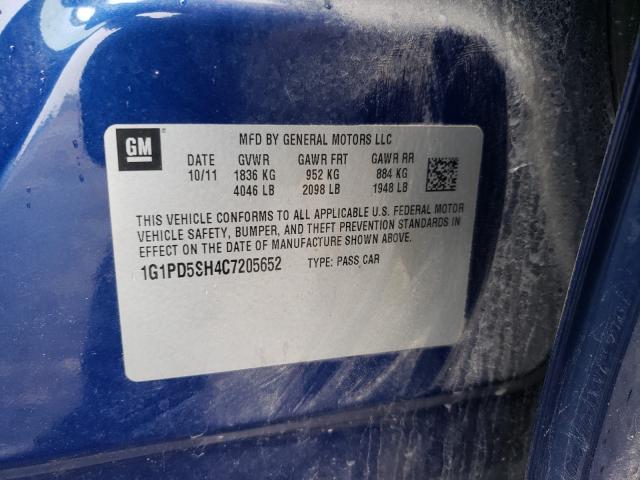 GM
MFD BY GENERAL MOTORS LLC
DATE GVWR GAWR FRT GAWR RR
10/11 1836 KG 952 KG 884 KG
4046 LB 2098 LB 1948 LB
THIS VEHICLE CONFORMS TO ALL APPLICABLE U.S. FEDERAL MOTOR
VEHICLE SAFETY, BUMPER, AND THEFT PREVENTION STANDARDS IN
EFFECT ON THE DATE OF MANUFACTURE SHOWN ABOVE.
1G1PD5SH4C7205652 TYPE: PASS CAR